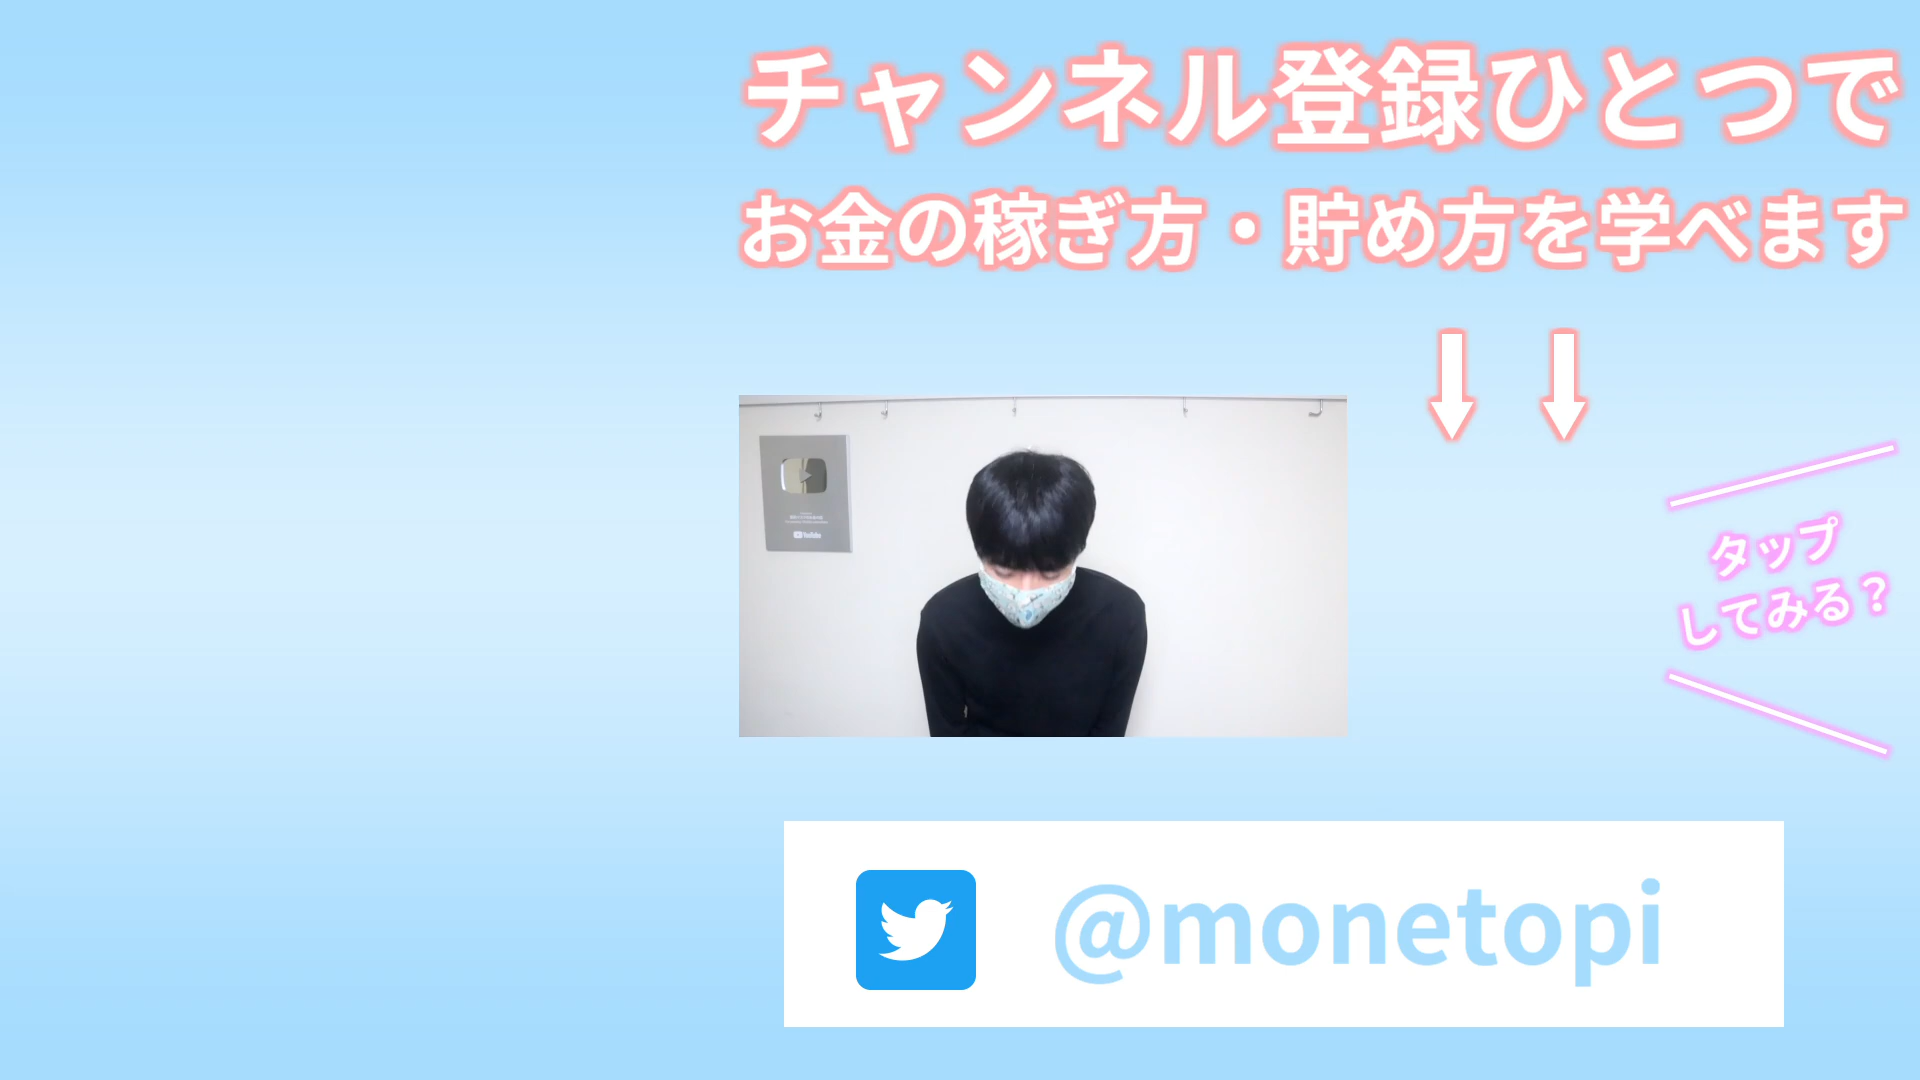 チャンネル登録ひとつで
お金の稼ぎ方・貯め方を学べます
タップ
してみる？
YouTube
@monetopi